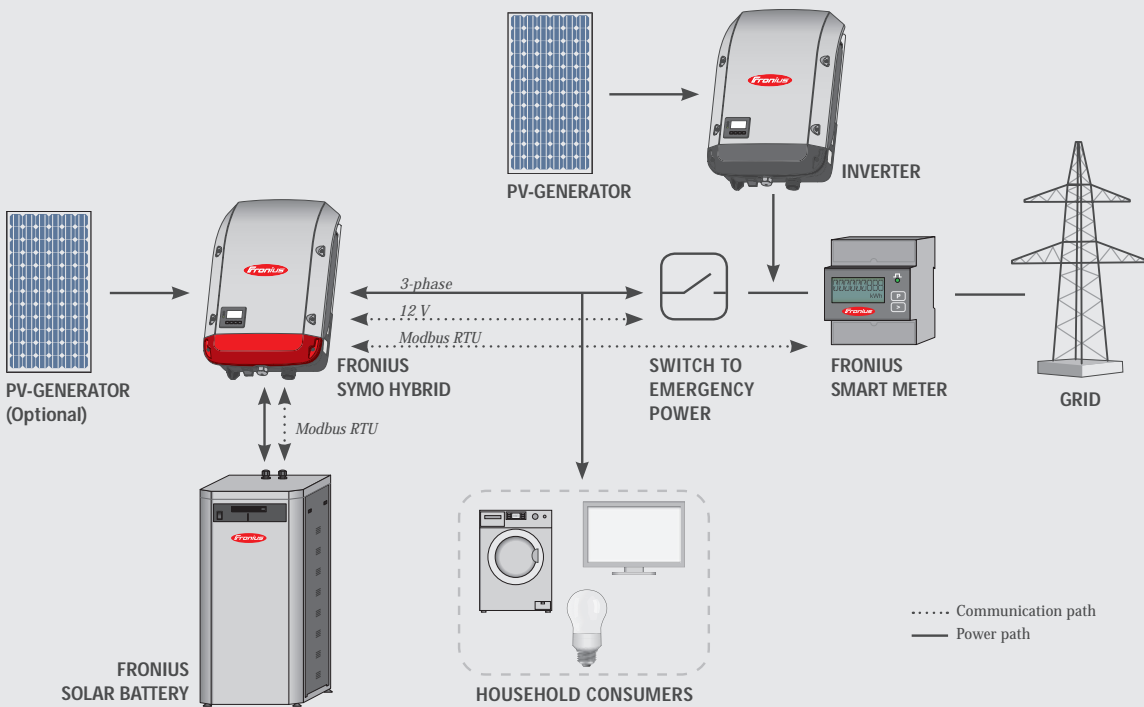 Fronius
PV-GENERATOR
INVERTER
Fronius
3-phase
12 V
Modbus RTU
kWh
P
>
Fronius
PV-GENERATOR
(Optional)
FRONIUS
SYMO HYBRID
SWITCH TO
EMERGENCY
POWER
FRONIUS
SMART METER
GRID
Modbus RTU
Fronius
FRONIUS
SOLAR BATTERY
HOUSEHOLD CONSUMERS
Communication path
Power path